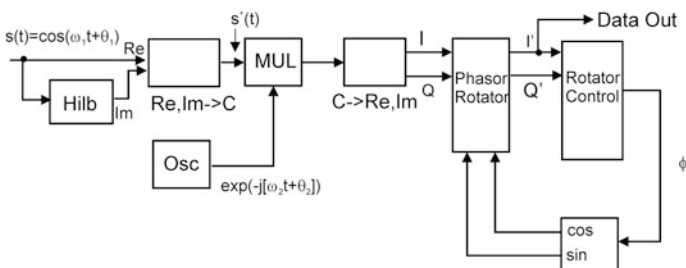 s(t)=cos(ω₁t+θ₁)
Re
Hilb
Im
Re,Im->C
s⁺(t)
MUL
Osc
exp(-j[ω₂t+θ₂])
C->Re,Im
I
Q
Phasor
Rotator
I'
Q'
Data Out
Rotator
Control
ϕ
cos
sin